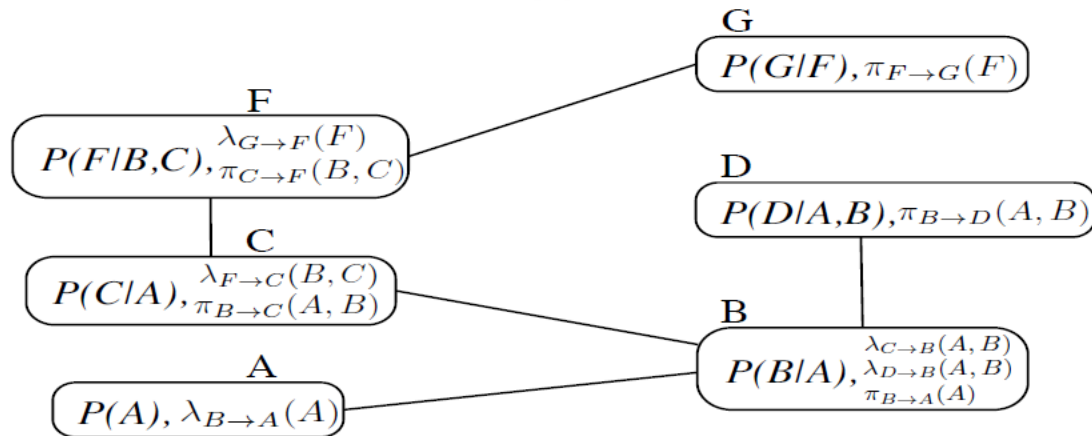 G
P(G/F), π_{F→G}(F)
F
P(F/B,C), λ_{G→F}(F)
π_{C→F}(B, C)
D
P(D/A,B), π_{B→D}(A, B)
C
P(C/A), λ_{F→C}(B, C)
π_{B→C}(A, B)
B
P(B/A), λ_{C→B}(A, B)
λ_{D→B}(A, B)
π_{B→A}(A)
A
P(A), λ_{B→A}(A)